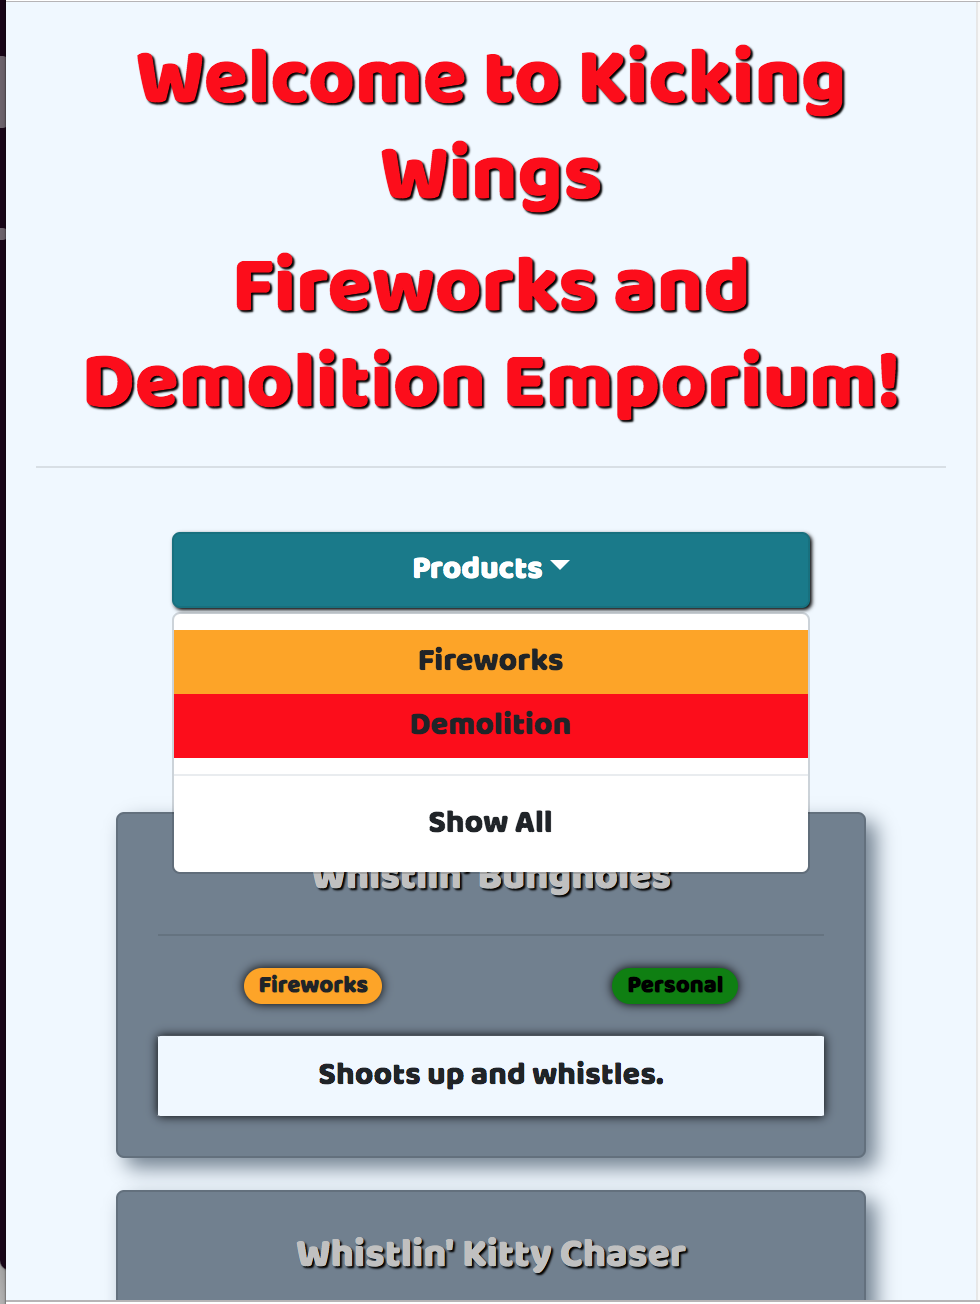 Welcome to Kicking
Wings
Fireworks and
Demolition Emporium!
Products
Fireworks
Demolition
Show All
Whistlin' Bungholes
Fireworks
Personal
Shoots up and whistles.
Whistlin' Kitty Chaser